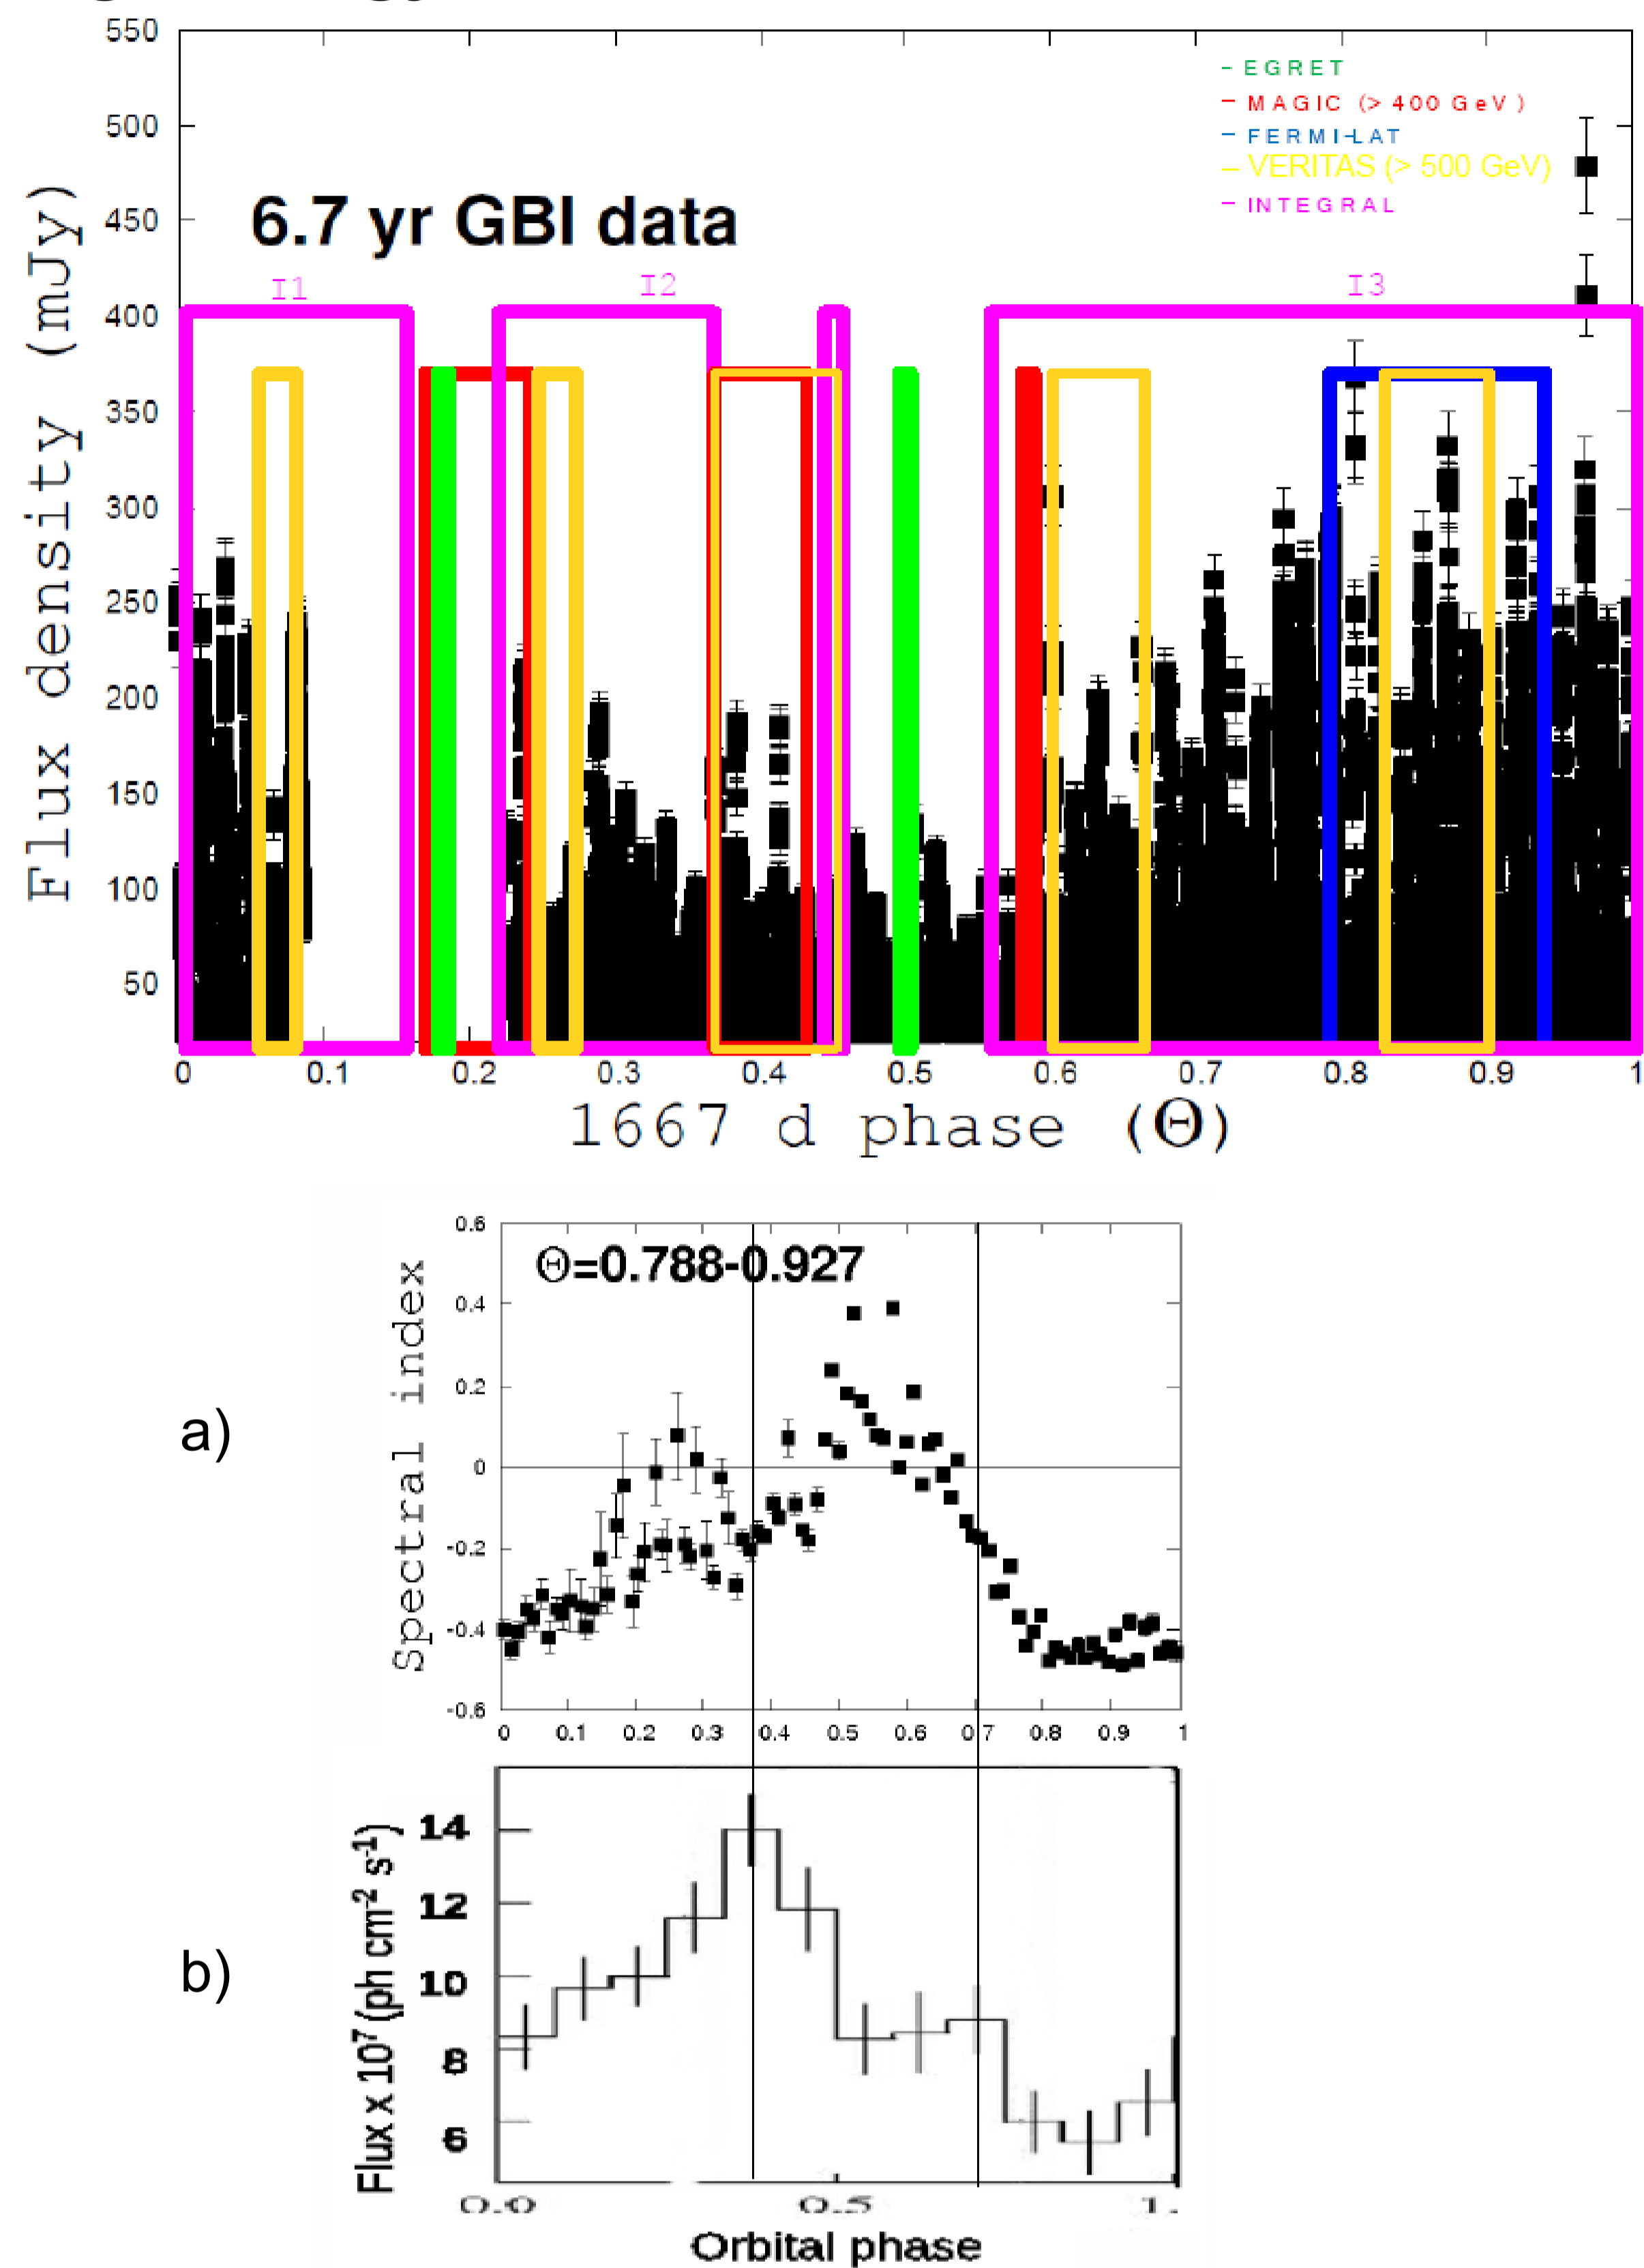 550
- EGRET
- MAGIC (> 400 GeV )
500
- FERMI-LAT
- VERITAS (> 500 GeV)
6.7 yr GBI data
450
- INTEGRAL
I1
I2
I3
400
350
300
250
200
150
100
50
Flux density (mJy)
0 0.1 0.2 0.3 0.4 0.5 0.6 0.7 0.8 0.9 1
1667 d phase (Θ)
a)
Spectral index
Θ=0.788-0.927
0.6
0.4
0.2
0
-0.2
-0.4
-0.6
0 0.1 0.2 0.3 0.4 0.5 0.6 0.7 0.8 0.9 1
b)
Flux x 10⁷ (ph cm⁻² s⁻¹)
14
12
10
8
6
0.0 0.5 1.
Orbital phase